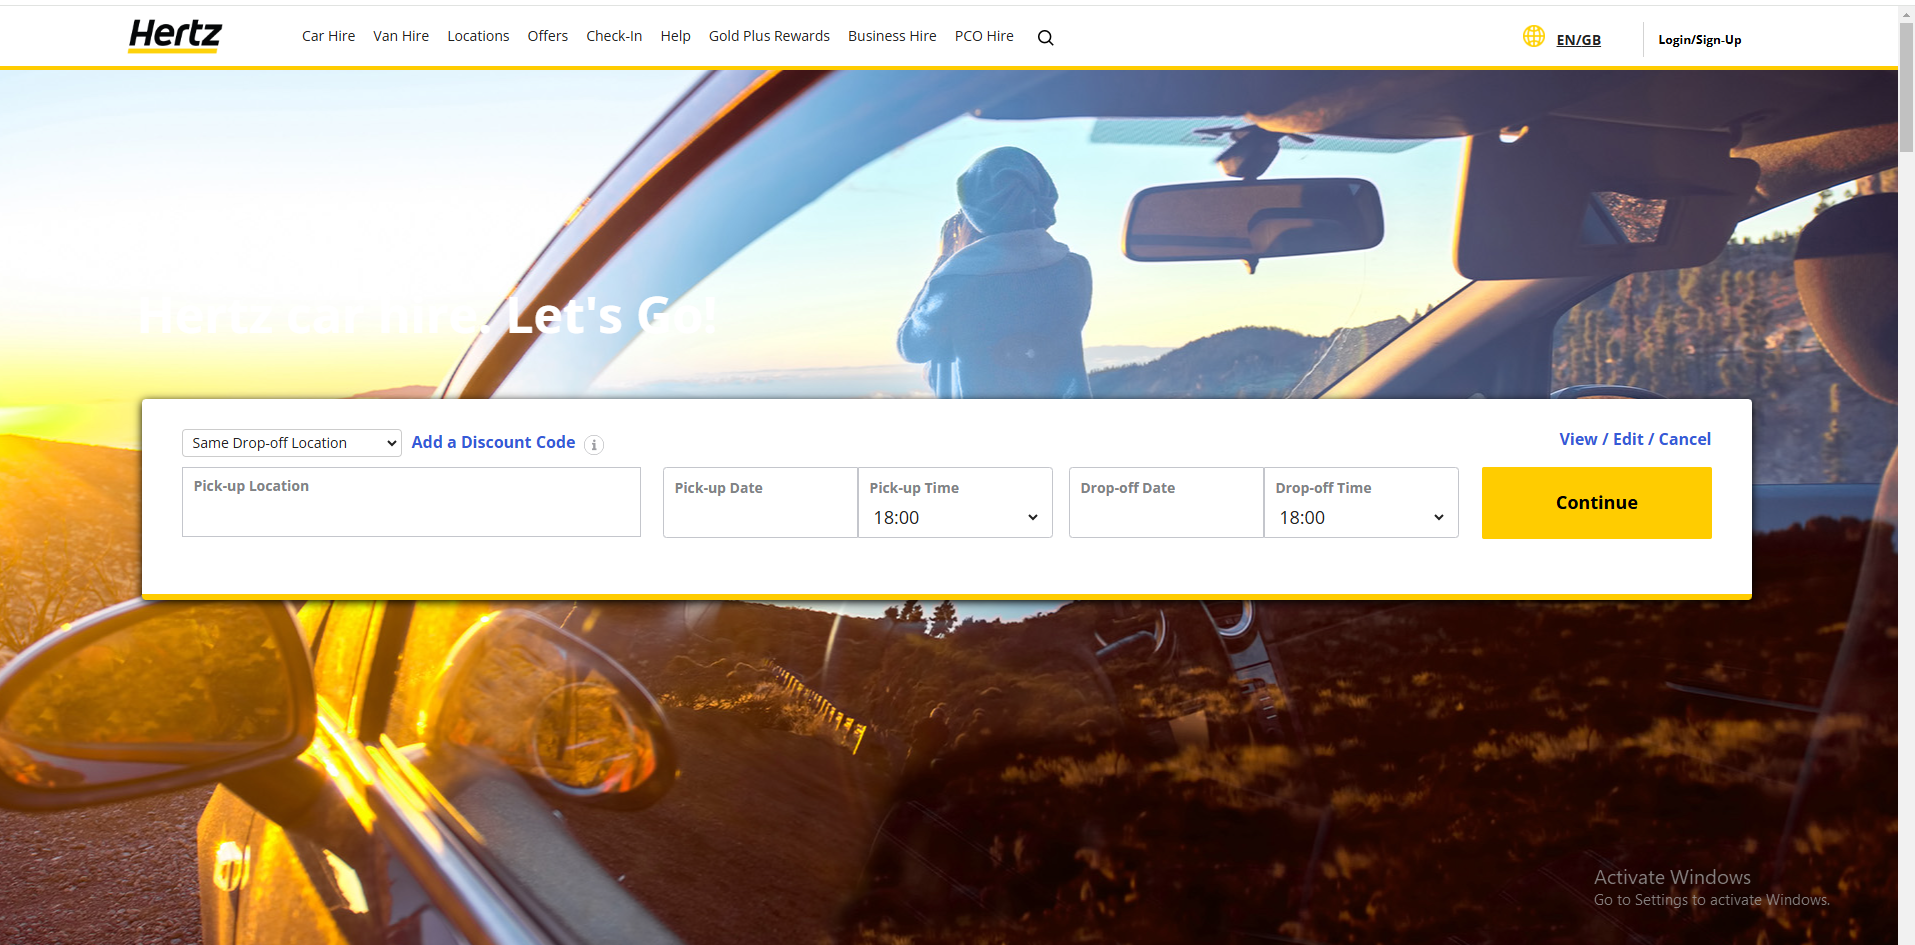 Hertz
Car Hire Van Hire Locations Offers Check-In Help Gold Plus Rewards Business Hire PCO Hire
EN/GB
Login/Sign-Up
Hertz car hire. Let's Go!
Same Drop-off Location
Add a Discount Code
i
View / Edit / Cancel
Pick-up Location
Pick-up Date
Pick-up Time
18:00
Drop-off Date
Drop-off Time
18:00
Continue
Activate Windows
Go to Settings to activate Windows.